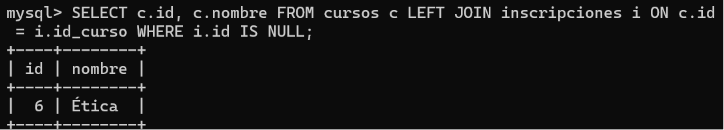 mysql> SELECT c.id, c.nombre FROM cursos c LEFT JOIN inscripciones i ON c.id
 = i.id_curso WHERE i.id IS NULL;
+----+--------+
| id | nombre |
+----+--------+
|  6 | Ética  |
+----+--------+